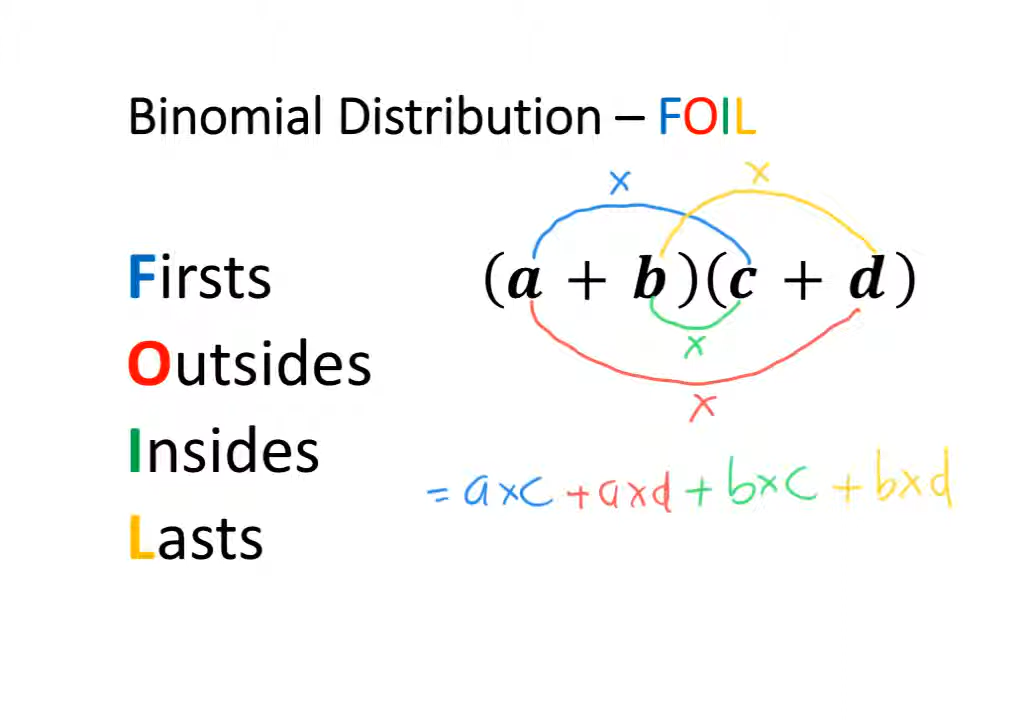 Binomial Distribution – FOIL
x x
Firsts
(a + b)(c + d)
x
Outsides
x
Insides
= a x c + a x d + b x c + b x d
Lasts